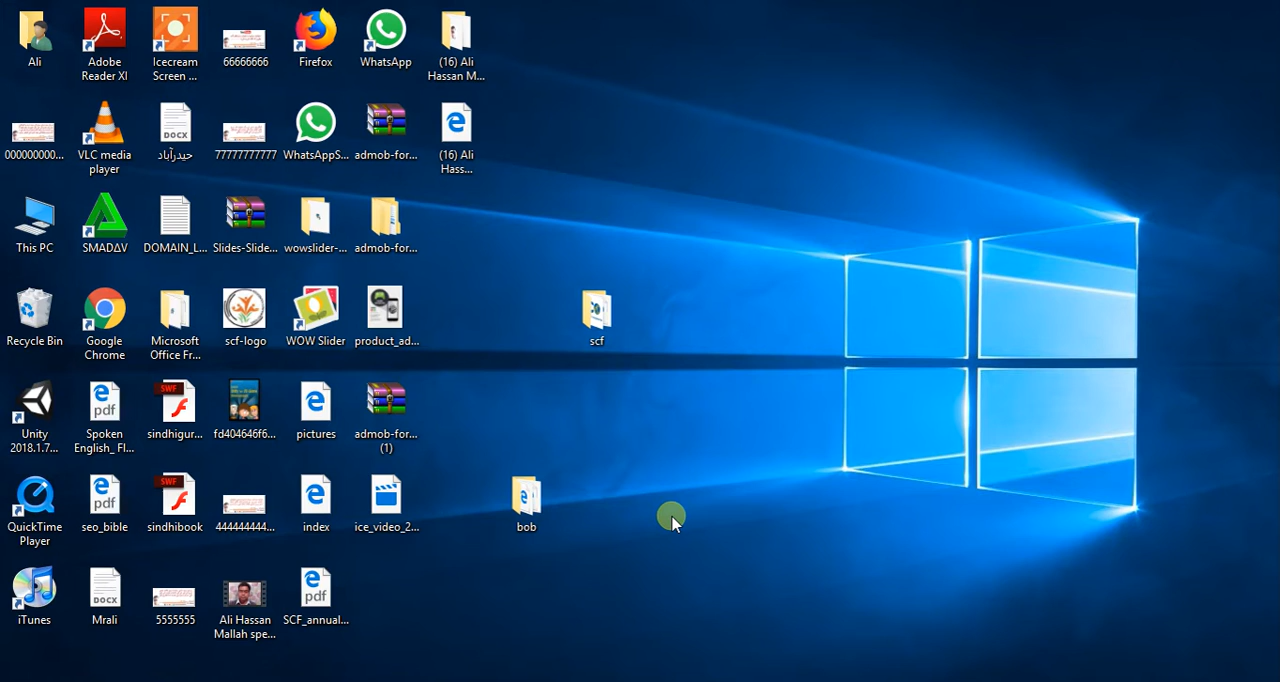 Ali
Adobe
Reader XI
Icecream
Screen ...
66666666
Firefox
WhatsApp
(16) Ali
Hassan M...
000000000...
VLC media
player
DOCX
حيدرآباد
77777777777
WhatsAppS...
admob-for...
(16) Ali
Hass...
This PC
SMADΔV
DOMAIN_L...
Slides-Slide...
wowslider-...
admob-for...
Recycle Bin
Google
Chrome
Microsoft
Office Fr...
scf-logo
WOW Slider
product_ad...
scf
Unity
2018.1.7...
pdf
Spoken
English_ Fl...
SWF
sindhigur...
fd404646f6...
pictures
admob-for...
(1)
QuickTime
Player
pdf
seo_bible
SWF
sindhibook
444444444...
index
ice_video_2...
bob
iTunes
DOCX
Mrali
5555555
Ali Hassan
Mallah spe...
pdf
SCF_annual...